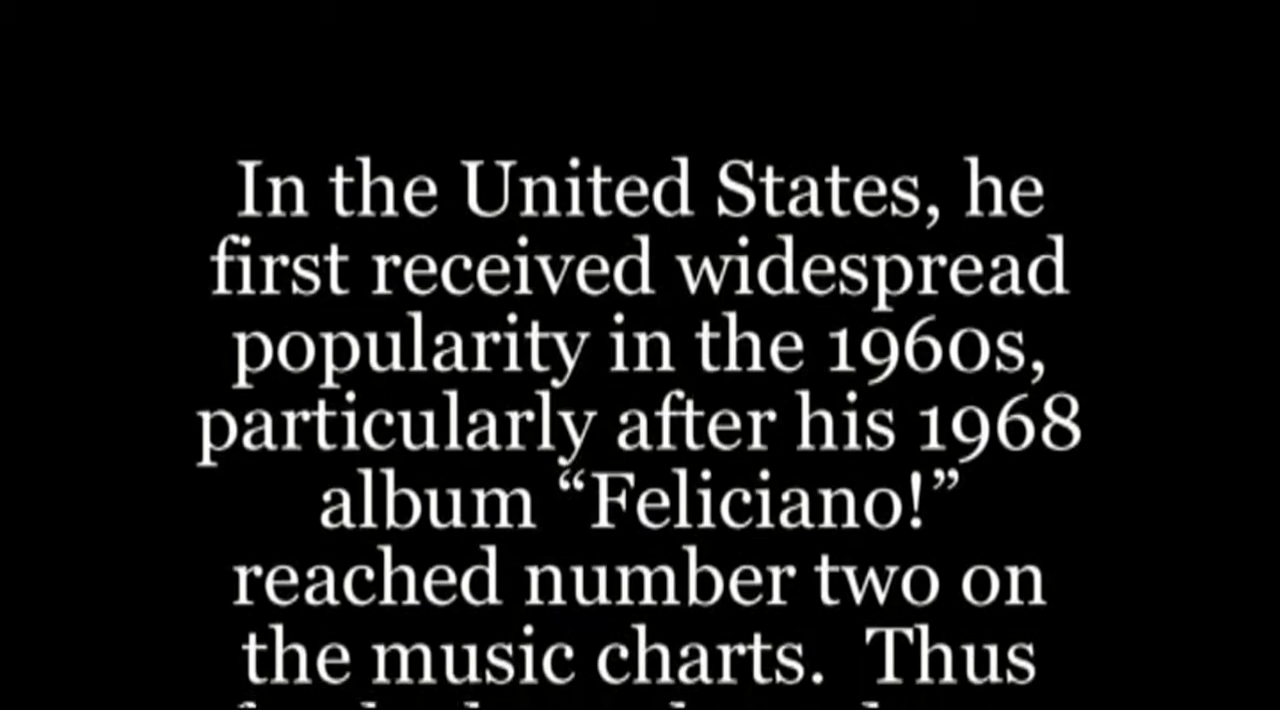 In the United States, he
first received widespread
popularity in the 1960s,
particularly after his 1968
album “Feliciano!”
reached number two on
the music charts.  Thus